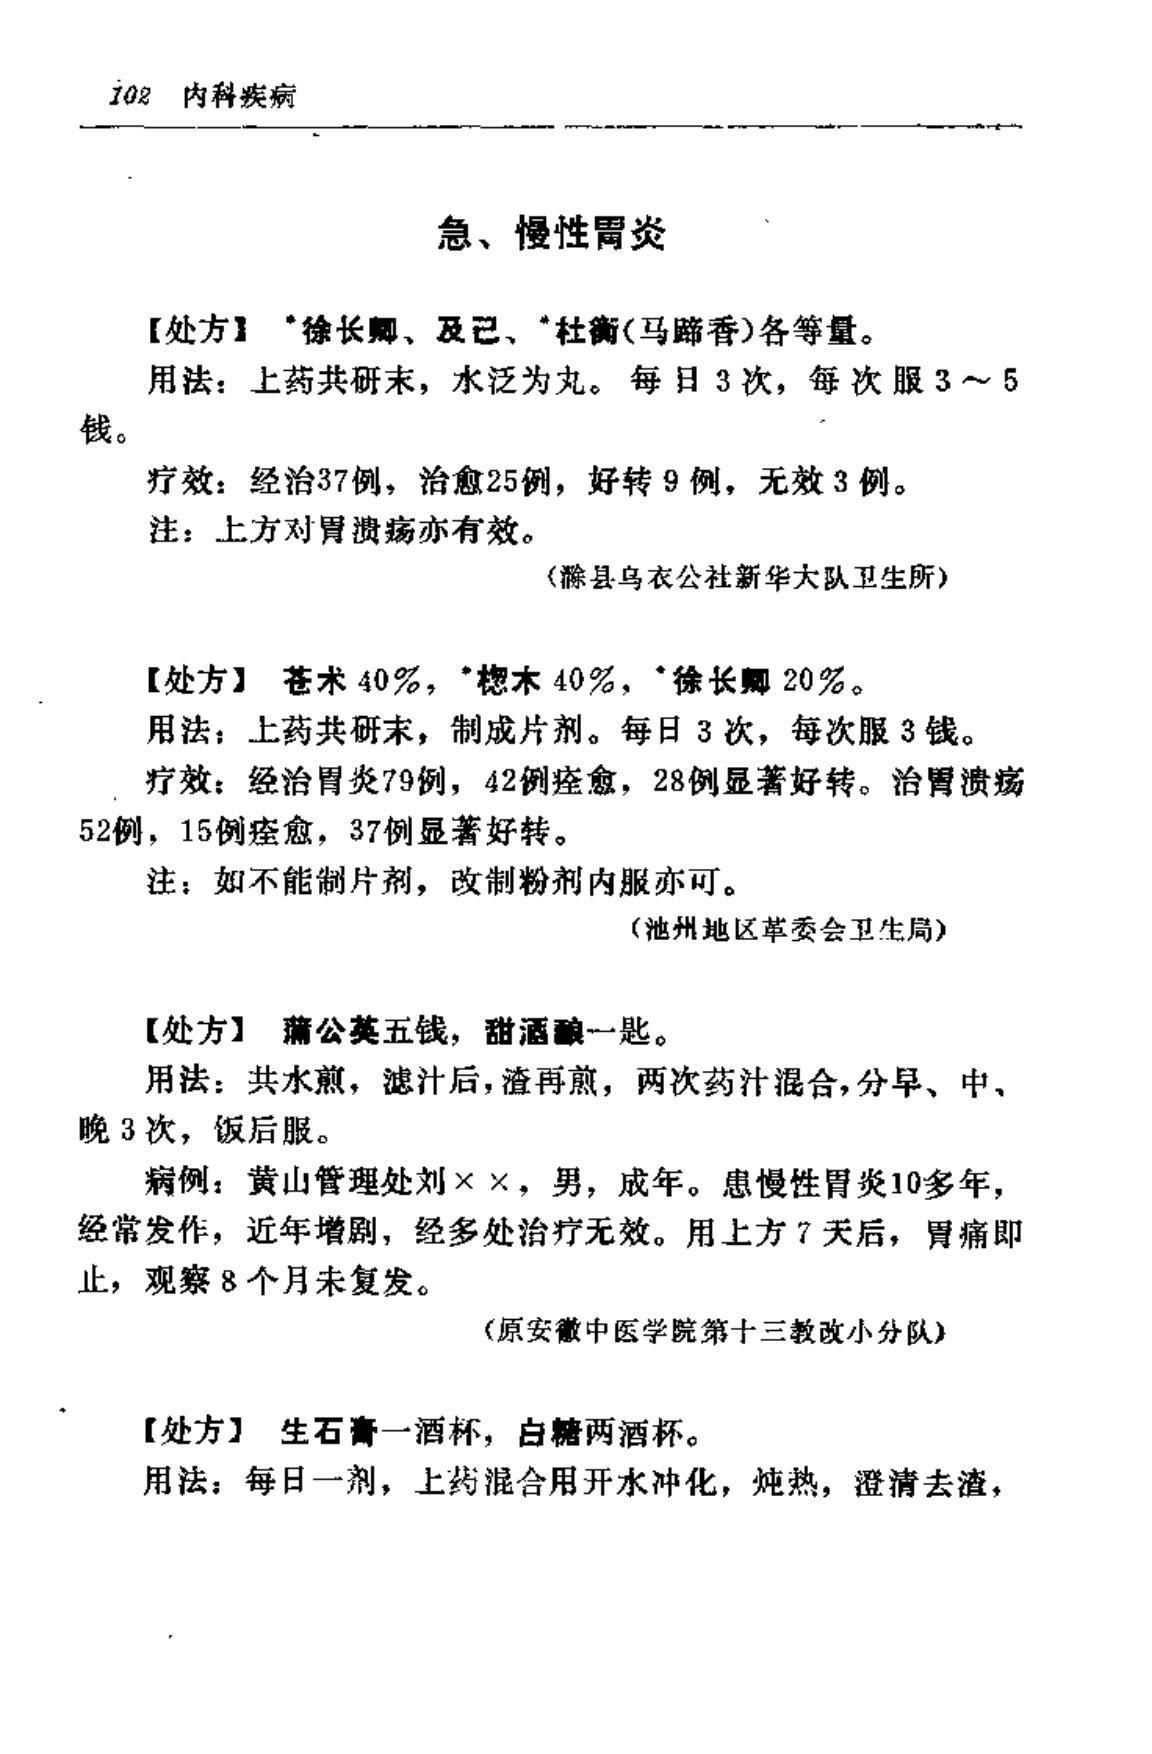 102 内科疾病
急、慢性胃炎
【处方】 *徐长卿、及己、*杜衡(马蹄香)各等量。
用法：上药共研末，水泛为丸。每日3次，每次服3～5
钱。
疗效：经治37例，治愈25例，好转9例，无效3例。
注：上方对胃溃疡亦有效。
(滁县乌衣公社新华大队卫生所)
【处方】 苍术40%，*楤木40%，*徐长卿20%。
用法：上药共研末，制成片剂。每日3次，每次服3钱。
疗效：经治胃炎79例，42例痊愈，28例显著好转。治胃溃疡
52例，15例痊愈，37例显著好转。
注：如不能制片剂，改制粉剂内服亦可。
(池州地区革委会卫生局)
【处方】 蒲公英五钱，甜酒酿一匙。
用法：共水煎，滤汁后，渣再煎，两次药汁混合，分早、中、
晚3次，饭后服。
病例：黄山管理处刘××，男，成年。患慢性胃炎10多年，
经常发作，近年增剧，经多处治疗无效。用上方7天后，胃痛即
止，观察8个月未复发。
(原安徽中医学院第十三教改小分队)
【处方】 生石膏一酒杯，白糖两酒杯。
用法：每日一剂，上药混合用开水冲化，炖热，澄清去渣，